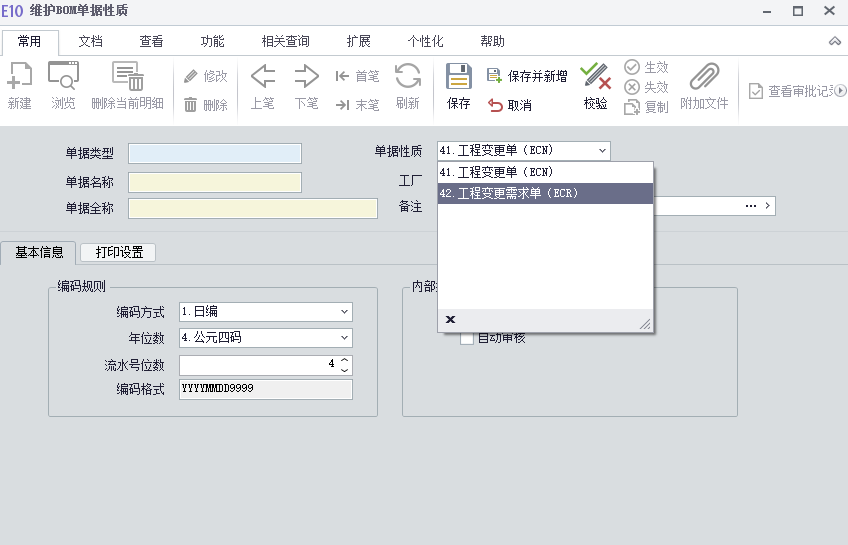 E10 维护BOM单据性质
常用 文档 查看 功能 相关查询 扩展 个性化 帮助
新建 浏览 删除当前明细 修改 删除 上笔 下笔 首笔 末笔 刷新 保存 保存并新增 取消 校验 生效 失效 复制 附加文件 查看审批记
单据类型
单据性质 41.工程变更单（ECN)
41.工程变更单（ECN)
42.工程变更需求单（ECR)
单据名称
工厂
单据全称
备注
基本信息 打印设置
编码规则
编码方式 1.日编
年位数 4.公元四码
流水号位数 4
编码格式 YYYYMMDD9999
内部
自动审核